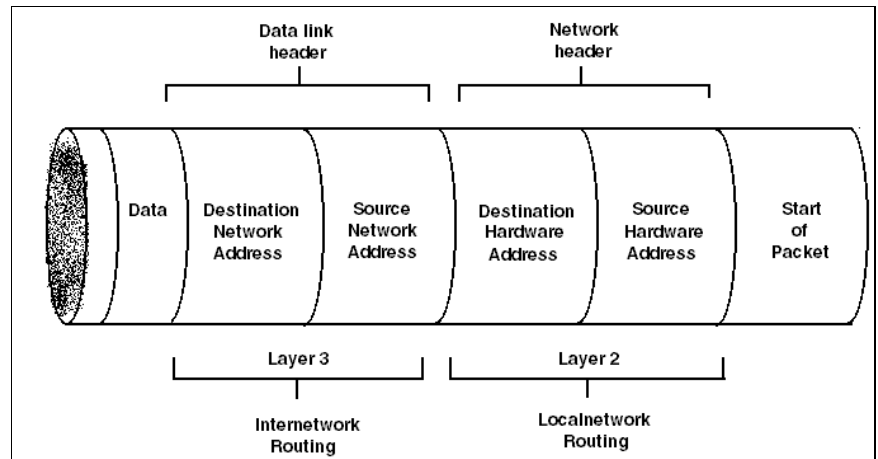 Data link
header
Network
header
Data
Destination
Network
Address
Source
Network
Address
Destination
Hardware
Address
Source
Hardware
Address
Start
of
Packet
Layer 3
Layer 2
Internetwork
Routing
Localnetwork
Routing